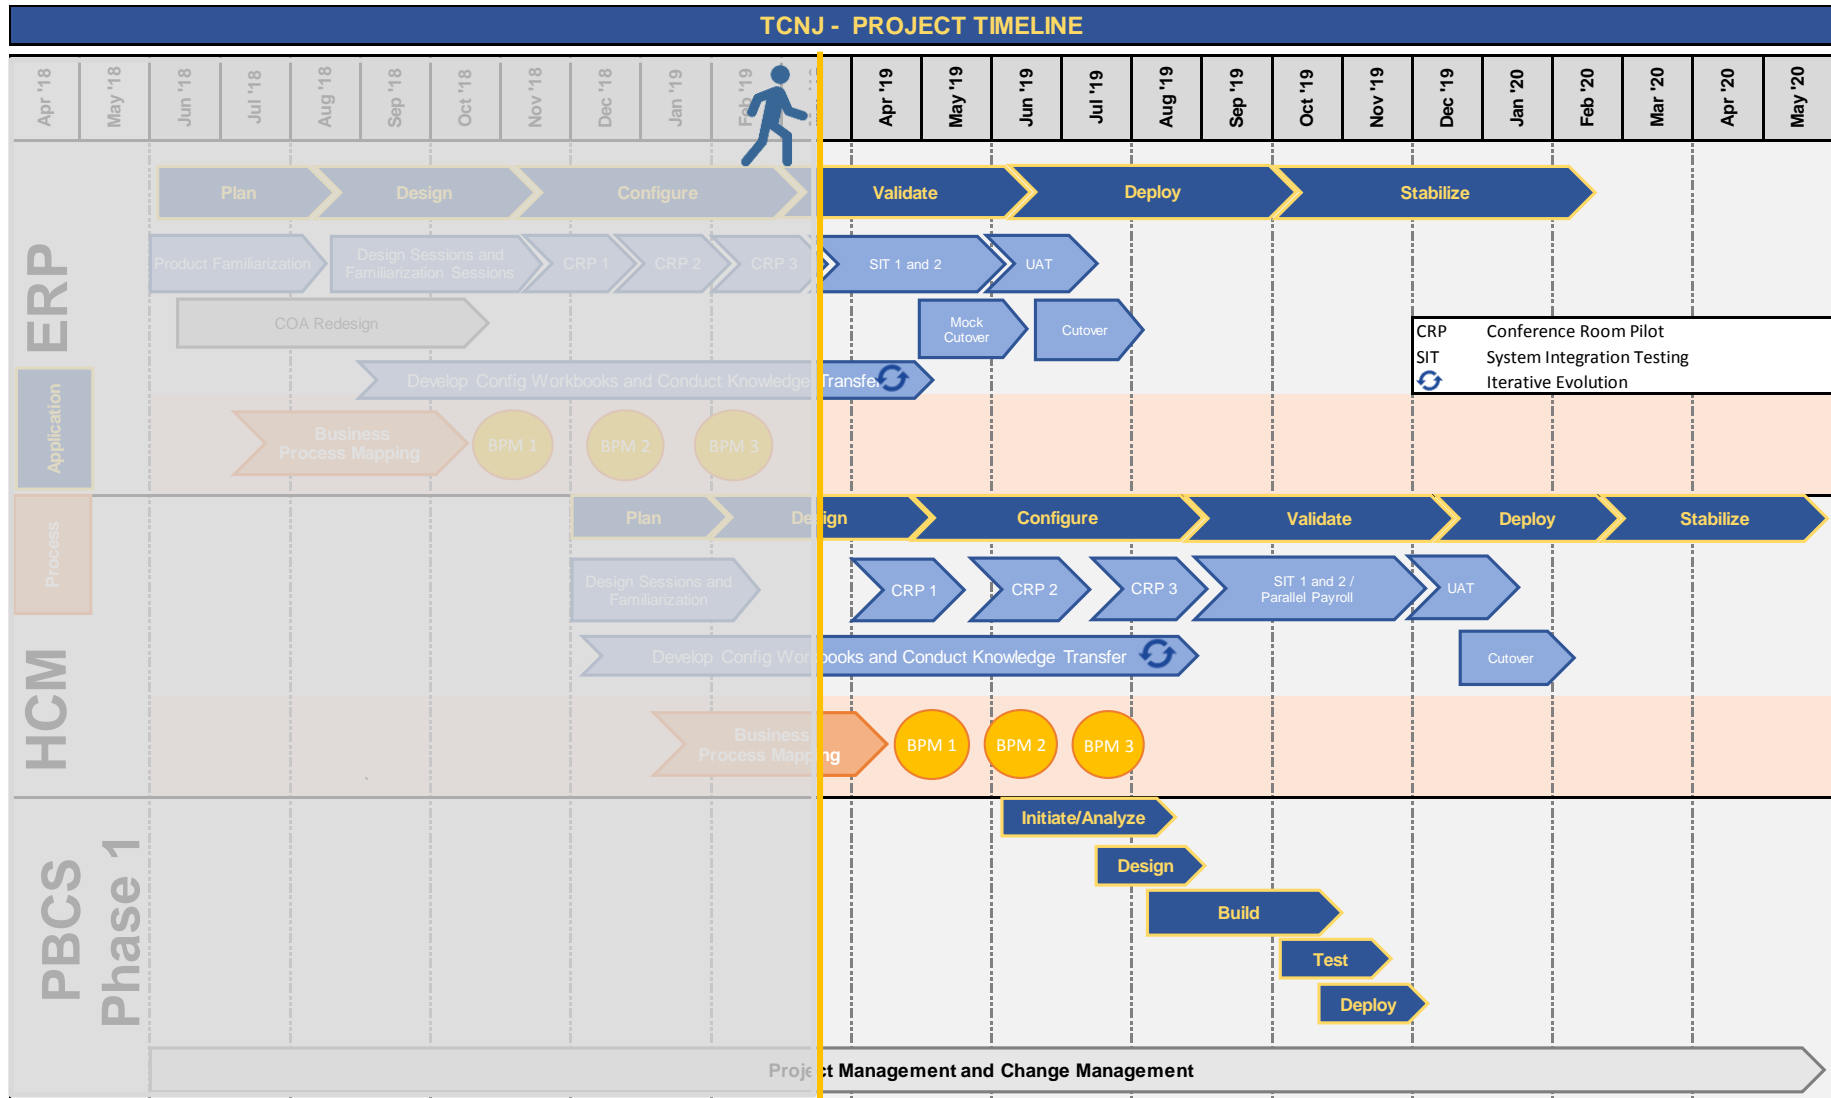 TCNJ - PROJECT TIMELINE
Apr '18
May '18
Jun '18
Jul '18
Aug '18
Sep '18
Oct '18
Nov '18
Dec '18
Jan '19
Feb '19
Apr '19
May '19
Jun '19
Jul '19
Aug '19
Sep '19
Oct '19
Nov '19
Dec '19
Jan '20
Feb '20
Mar '20
Apr '20
May '20
ERP
Plan
Design
Configure
Validate
Deploy
Stabilize
Product Familiarization
Design Sessions and
Familiarization Sessions
CRP 1
CRP 2
CRP 3
SIT 1 and 2
UAT
COA Redesign
Mock
Cutover
Cutover
CRP Conference Room Pilot
SIT System Integration Testing
Iterative Evolution
Develop Config Workbooks and Conduct Knowledge Transfer
Application
Business
Process Mapping
BPM 1
BPM 2
BPM 3
Process
HCM
Plan
Design
Configure
Validate
Deploy
Stabilize
Design Sessions and
Familiarization
CRP 1
CRP 2
CRP 3
SIT 1 and 2 /
Parallel Payroll
UAT
Develop Config Workbooks and Conduct Knowledge Transfer
Cutover
Business
Process Mapping
BPM 1
BPM 2
BPM 3
PBCS
Phase 1
Initiate/Analyze
Design
Build
Test
Deploy
Project Management and Change Management